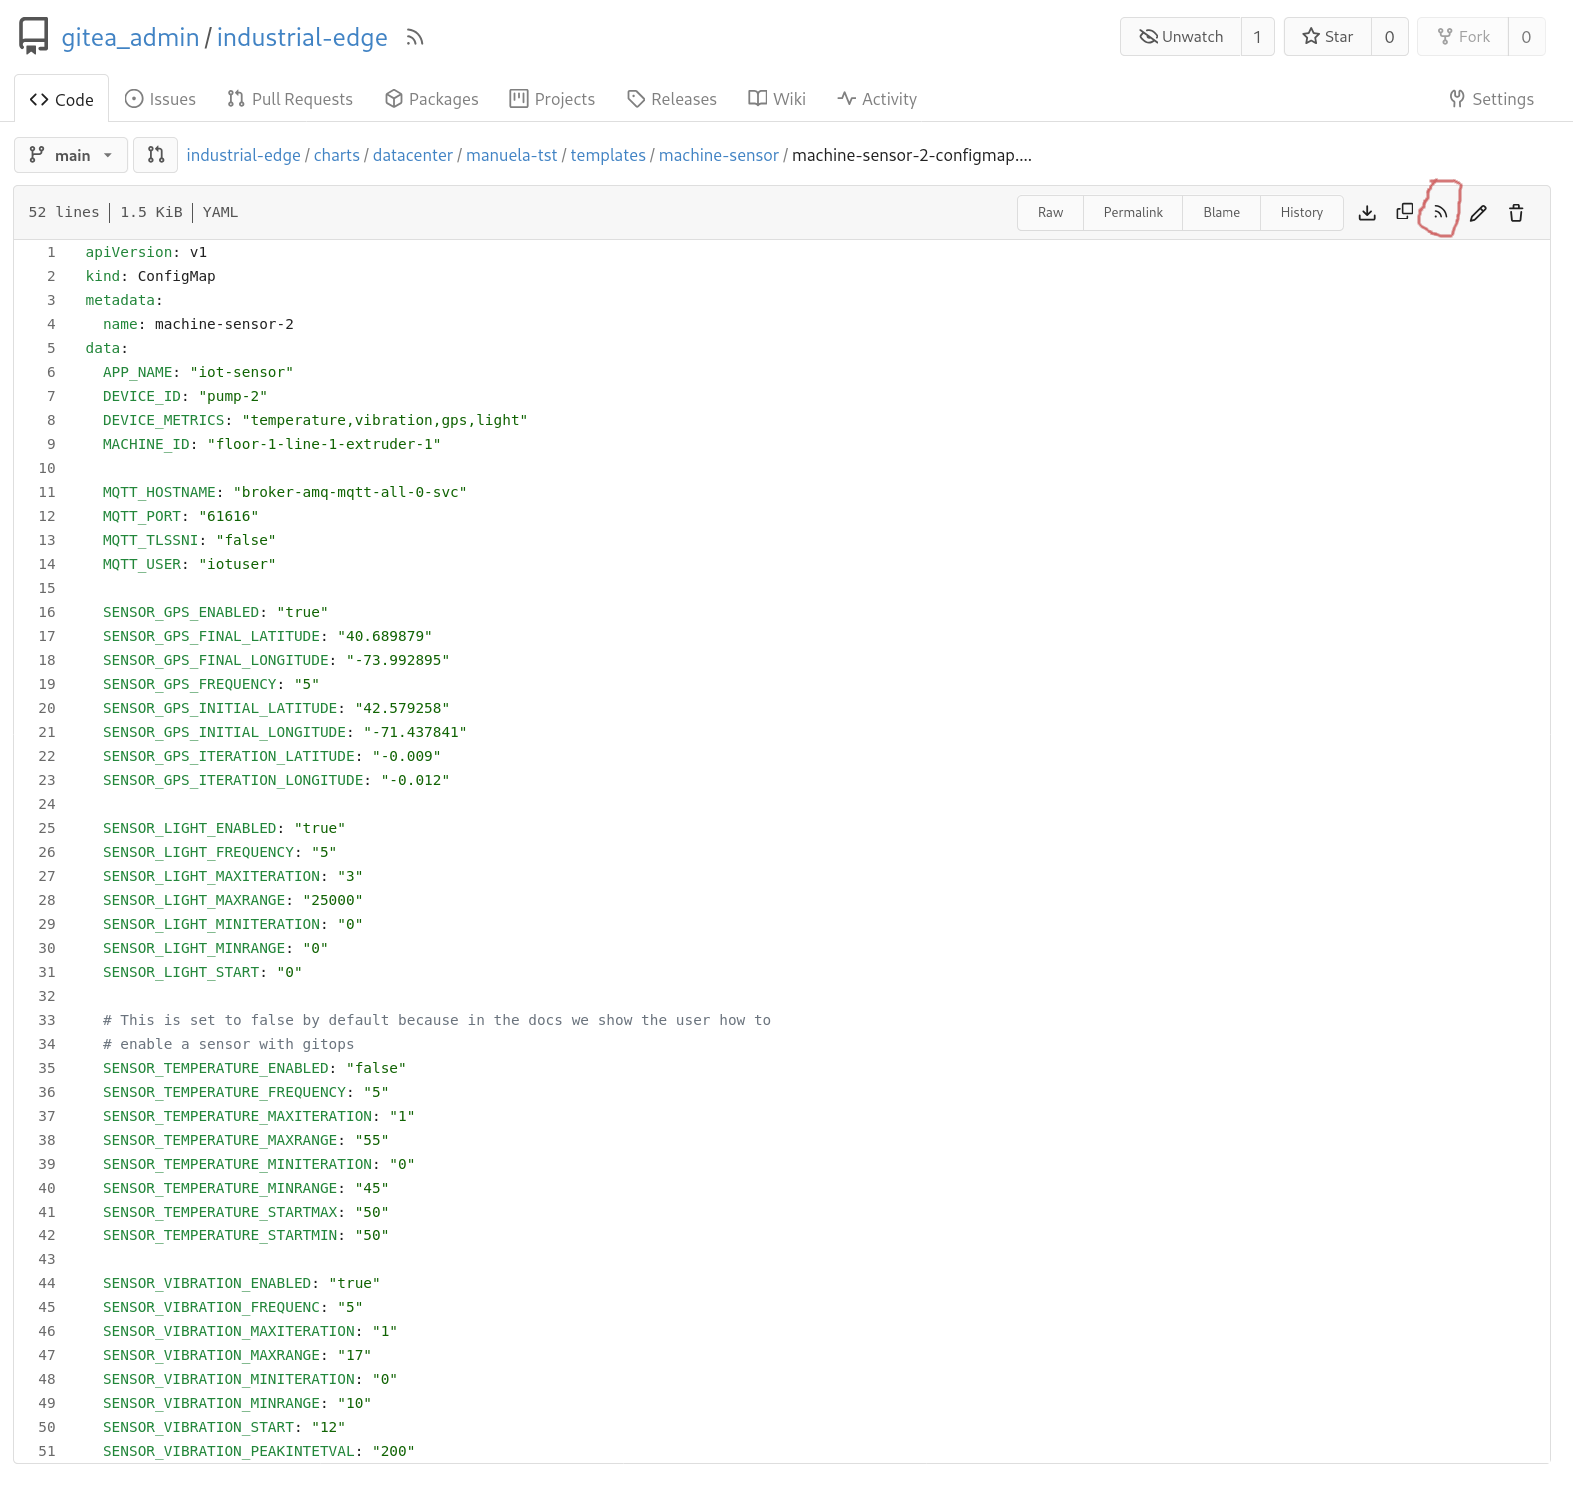 gitea_admin / industrial-edge
Unwatch 1 Star 0 Fork 0
Code Issues Pull Requests Packages Projects Releases Wiki Activity Settings
main industrial-edge / charts / datacenter / manuela-tst / templates / machine-sensor / machine-sensor-2-configmap....
52 lines | 1.5 KiB | YAML Raw Permalink Blame History
1 apiVersion: v1
2 kind: ConfigMap
3 metadata:
4   name: machine-sensor-2
5 data:
6   APP_NAME: "iot-sensor"
7   DEVICE_ID: "pump-2"
8   DEVICE_METRICS: "temperature,vibration,gps,light"
9   MACHINE_ID: "floor-1-line-1-extruder-1"
10
11   MQTT_HOSTNAME: "broker-amq-mqtt-all-0-svc"
12   MQTT_PORT: "61616"
13   MQTT_TLSSNI: "false"
14   MQTT_USER: "iotuser"
15
16   SENSOR_GPS_ENABLED: "true"
17   SENSOR_GPS_FINAL_LATITUDE: "40.689879"
18   SENSOR_GPS_FINAL_LONGITUDE: "-73.992895"
19   SENSOR_GPS_FREQUENCY: "5"
20   SENSOR_GPS_INITIAL_LATITUDE: "42.579258"
21   SENSOR_GPS_INITIAL_LONGITUDE: "-71.437841"
22   SENSOR_GPS_ITERATION_LATITUDE: "-0.009"
23   SENSOR_GPS_ITERATION_LONGITUDE: "-0.012"
24
25   SENSOR_LIGHT_ENABLED: "true"
26   SENSOR_LIGHT_FREQUENCY: "5"
27   SENSOR_LIGHT_MAXITERATION: "3"
28   SENSOR_LIGHT_MAXRANGE: "25000"
29   SENSOR_LIGHT_MINITERATION: "0"
30   SENSOR_LIGHT_MINRANGE: "0"
31   SENSOR_LIGHT_START: "0"
32
33   # This is set to false by default because in the docs we show the user how to
34   # enable a sensor with gitops
35   SENSOR_TEMPERATURE_ENABLED: "false"
36   SENSOR_TEMPERATURE_FREQUENCY: "5"
37   SENSOR_TEMPERATURE_MAXITERATION: "1"
38   SENSOR_TEMPERATURE_MAXRANGE: "55"
39   SENSOR_TEMPERATURE_MINITERATION: "0"
40   SENSOR_TEMPERATURE_MINRANGE: "45"
41   SENSOR_TEMPERATURE_STARTMAX: "50"
42   SENSOR_TEMPERATURE_STARTMIN: "50"
43
44   SENSOR_VIBRATION_ENABLED: "true"
45   SENSOR_VIBRATION_FREQUENC: "5"
46   SENSOR_VIBRATION_MAXITERATION: "1"
47   SENSOR_VIBRATION_MAXRANGE: "17"
48   SENSOR_VIBRATION_MINITERATION: "0"
49   SENSOR_VIBRATION_MINRANGE: "10"
50   SENSOR_VIBRATION_START: "12"
51   SENSOR_VIBRATION_PEAKINTETVAL: "200"